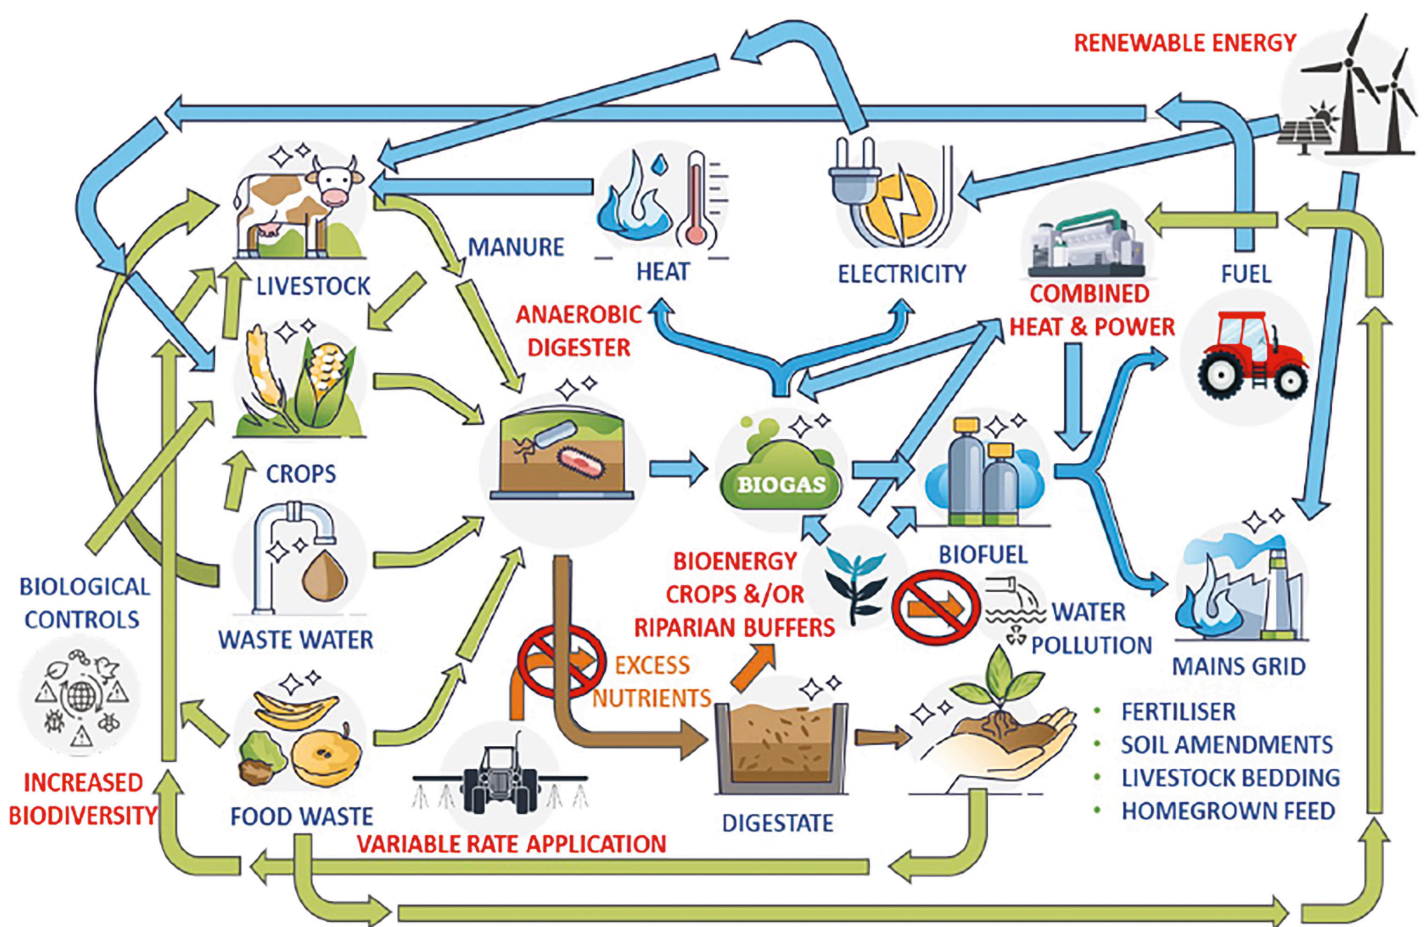 RENEWABLE ENERGY
MANURE
LIVESTOCK
HEAT
ELECTRICITY
FUEL
COMBINED
HEAT & POWER
ANAEROBIC
DIGESTER
CROPS
BIOGAS
BIOFUEL
BIOENERGY
CROPS &/OR
RIPARIAN BUFFERS
BIOLOGICAL
CONTROLS
WASTE WATER
WATER
POLLUTION
MAINS GRID
EXCESS
NUTRIENTS
INCREASED
BIODIVERSITY
FOOD WASTE
VARIABLE RATE APPLICATION
DIGESTATE
• FERTILISER
• SOIL AMENDMENTS
• LIVESTOCK BEDDING
• HOMEGROWN FEED